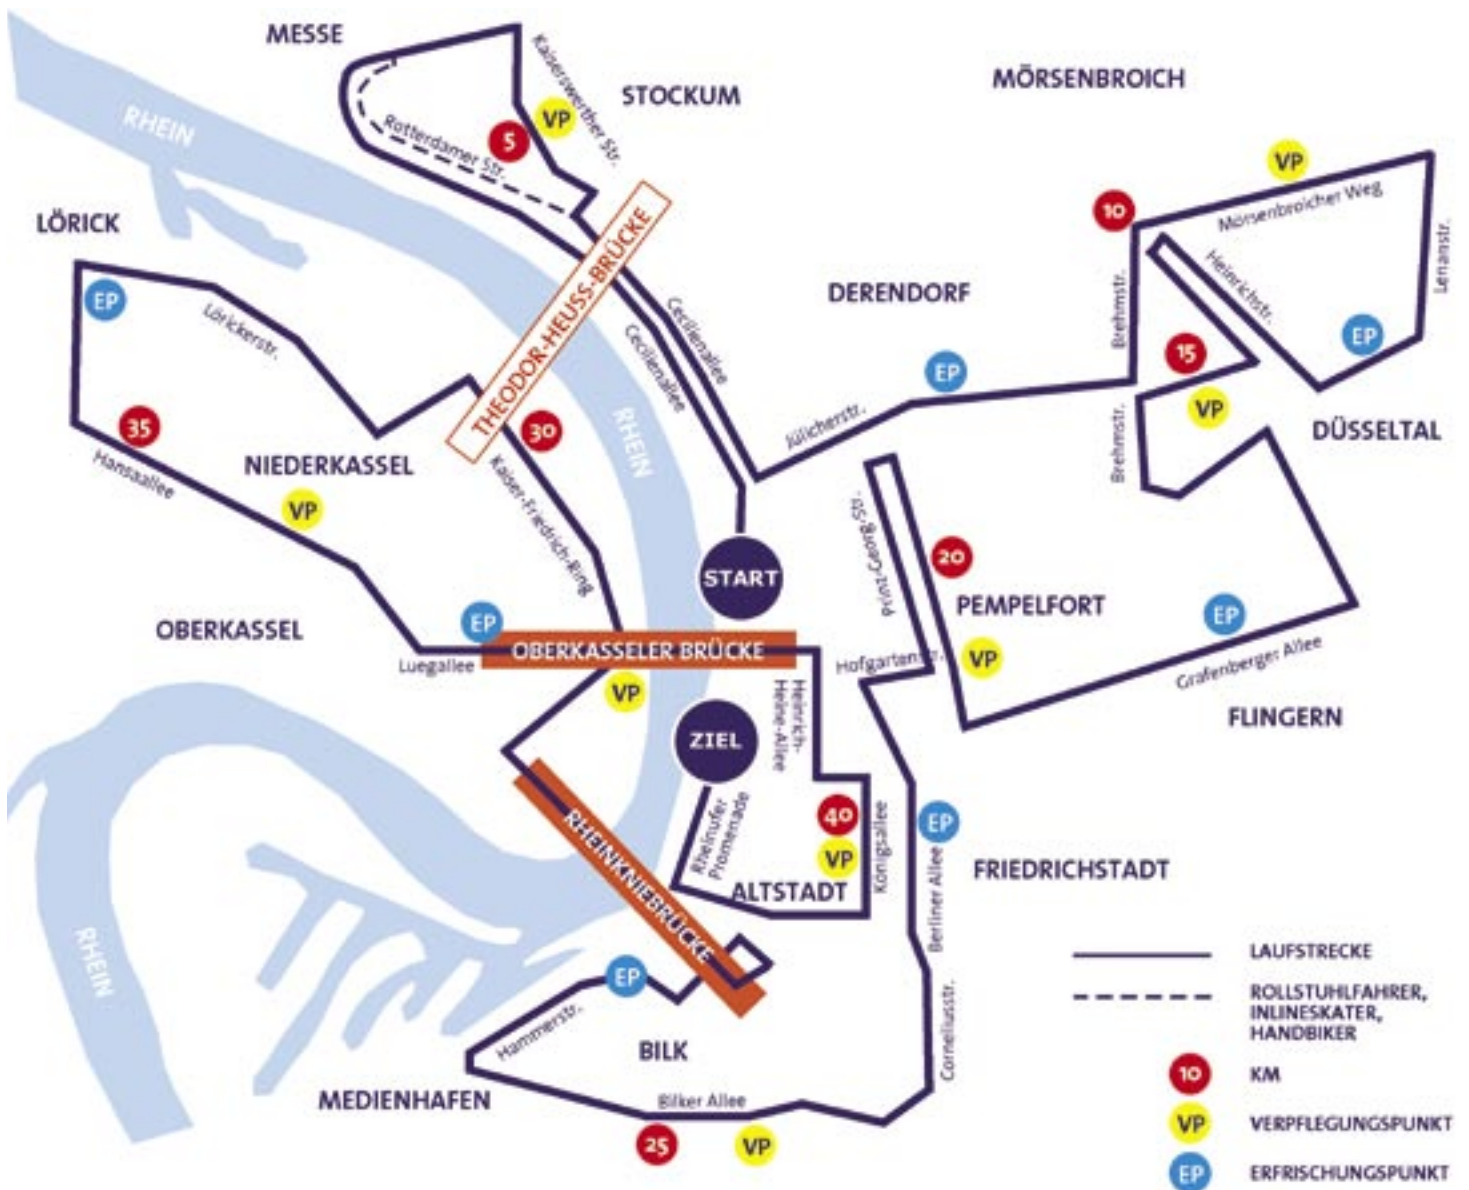 MESSE
STOCKUM
MÖRSENBROICH
Kaiserswerther Str.
VP
5
Rotterdamer Str.
RHEIN
VP
10
Mörsenbroicher Weg
LÖRICK
THEODOR-HEUSS-BRÜCKE
Heinrichstr.
Lenanstr.
EP
Lörickerstr.
DERENDORF
Brehmstr.
Cecilienallee
Cecilienallee
EP
15
EP
VP
35
30
RHEIN
Jülicherstr.
Brehmstr.
DÜSSELTAL
Hansaallee
NIEDERKASSEL
VP
Kaiser-Friedrich-Ring
START
Prinz-Georg-Str.
20
PEMPELFORT
EP
OBERKASSEL
EP
OBERKASSELER BRÜCKE
Luegallee
Hofgartenstr.
VP
Grafenberger Allee
VP
Heinrich-
Heine-Allee
FLINGERN
ZIEL
Rheinufer
Promenade
40
VP
Königsallee
EP
RHEINKNIEBRÜCKE
ALTSTADT
Berliner Allee
FRIEDRICHSTADT
RHEIN
EP
Hammerstr.
BILK
Corneliusstr.
MEDIENHAFEN
Bilker Allee
25
VP
LAUFSTRECKE
ROLLSTUHLFAHRER,
INLINESKATER,
HANDBIKER
10 KM
VP VERPFLEGUNGSPUNKT
EP ERFRISCHUNGSPUNKT